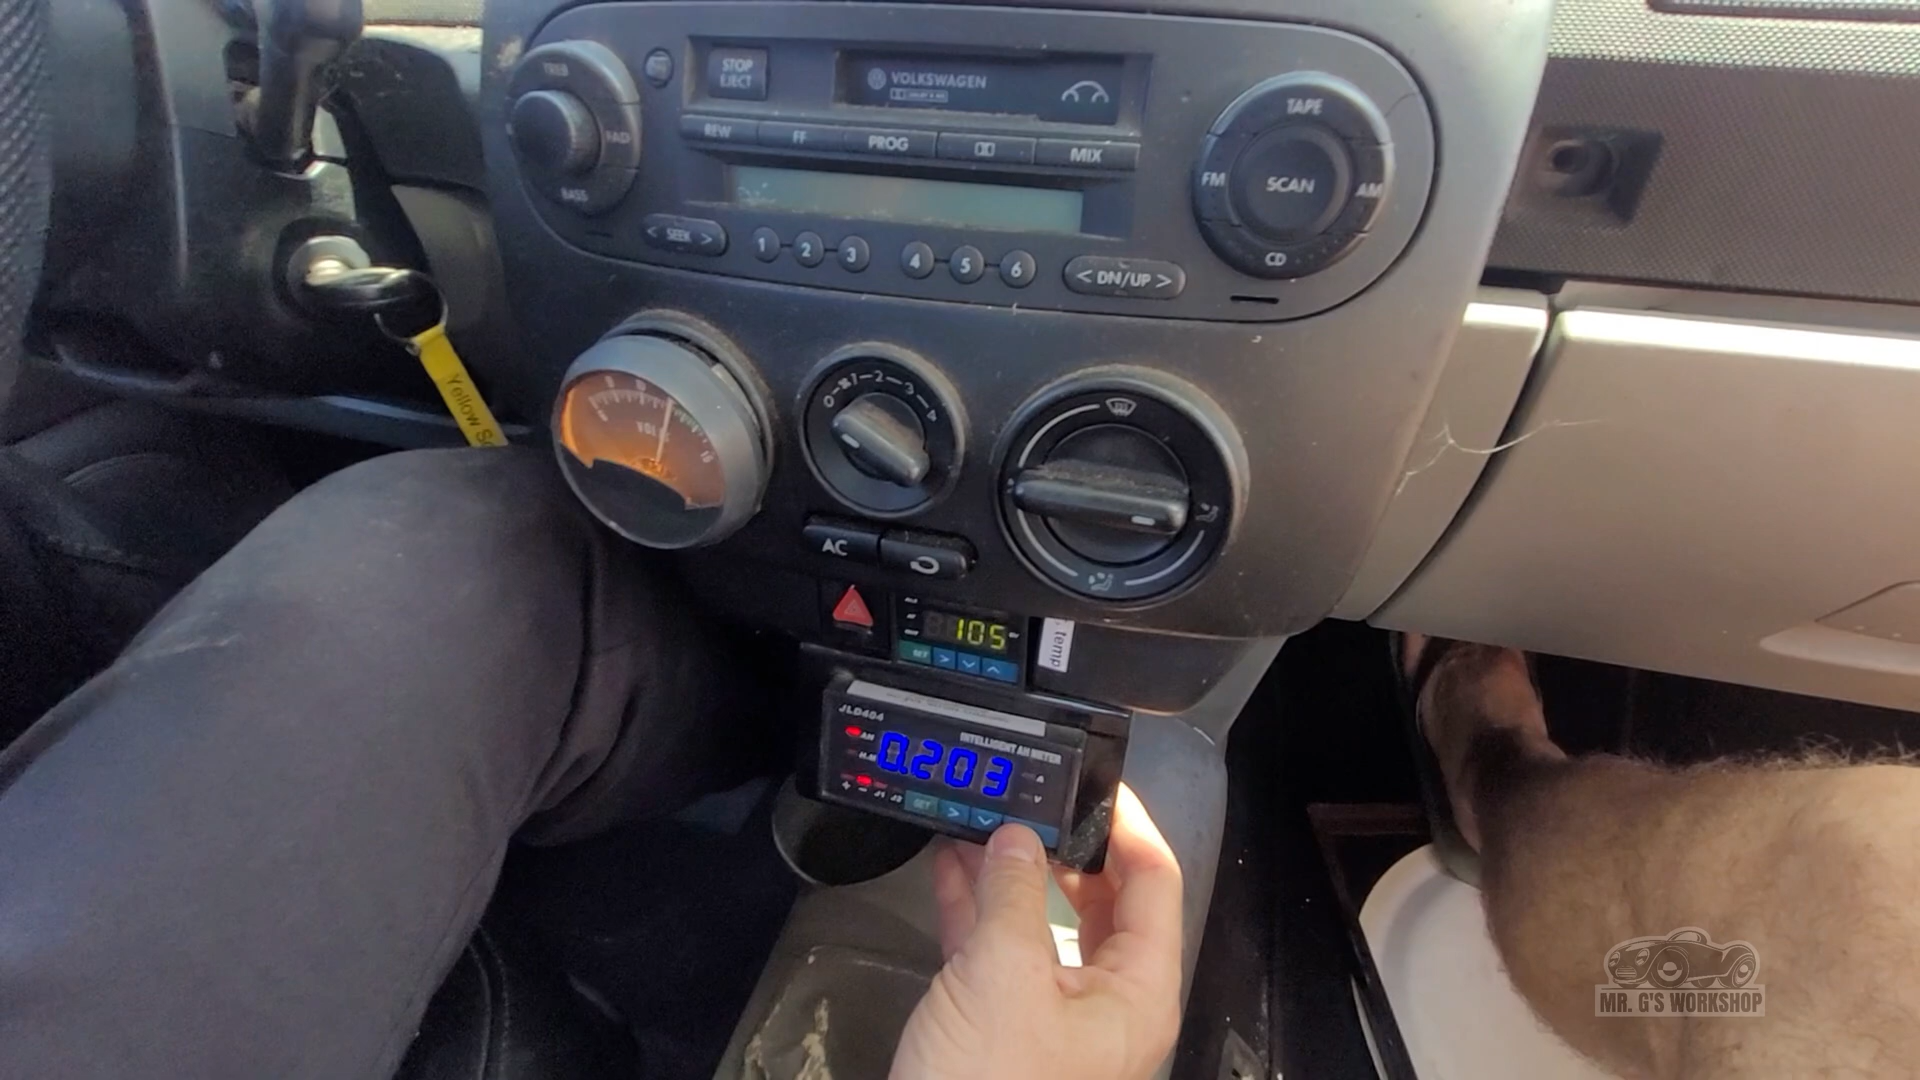 TREB
FAD
BASS
STOP
EJECT
VOLKSWAGEN
REW
FF
PROG
MIX
TAPE
FM
SCAN
AM
CD
< SEEK >
1
2
3
4
5
6
< DN/UP >
Yellow
0
1
2
3
4
AC
105
SET
temp
JLD404
INTELLIGENT AH METER
0.203
SET
MR. G'S WORKSHOP